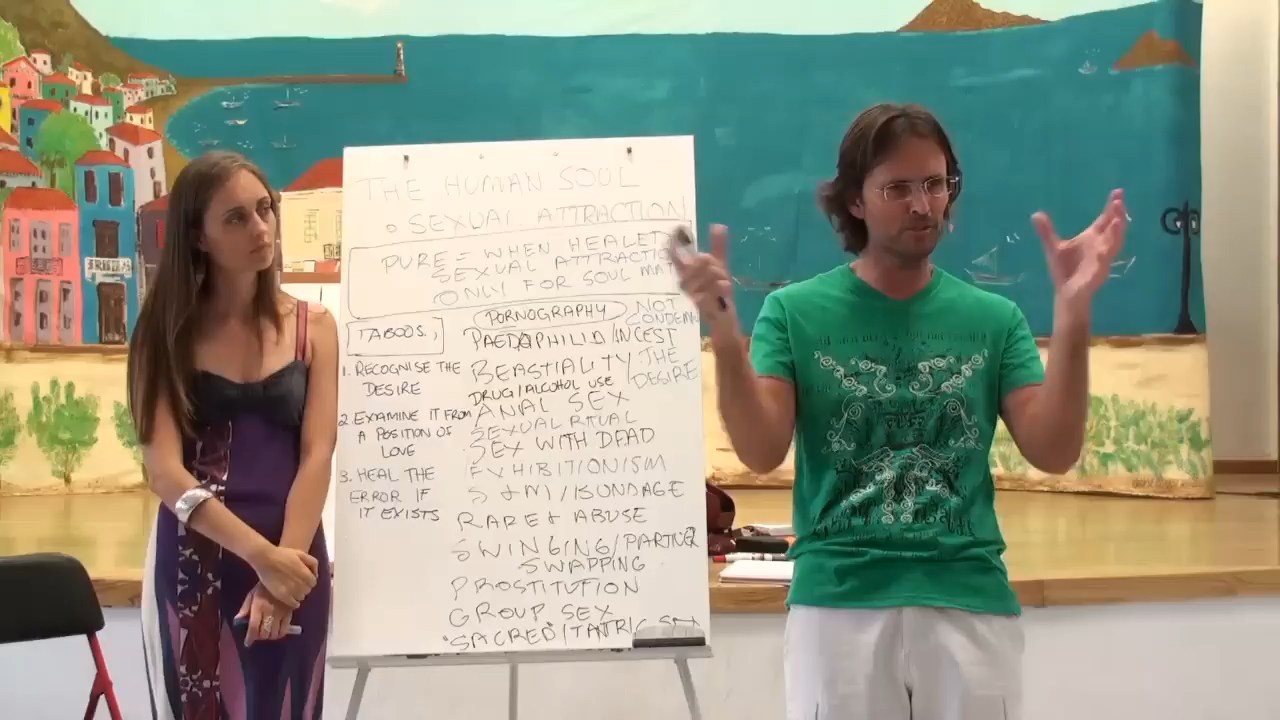 THE HUMAN SOUL
o SEXUAL ATTRACTION
PURE = WHEN HEALED
SEXUAL ATTRACTIO
ONLY FOR SOUL MAT
TABOOS,
1. RECOGNISE THE
DESIRE
2. EXAMINE IT FROM
A POSITION OF
LOVE
3. HEAL THE
ERROR IF
IT EXISTS
PORNOGRAPHY
PAEDOPHILIA/INCEST
BEASTIALITY
DRUG/ALCOHOL USE
ANAL SEX
SEXUAL RITUAL
SEX WITH DEAD
EXHIBITIONISM
S+M/BONDAGE
RAPE + ABUSE
SWINGING/PARTNER
SWAPPING
PROSTITUTION
GROUP SEX
'SACRED'/TANTRIC
NOT
CONDEMN
THE
DESIRE